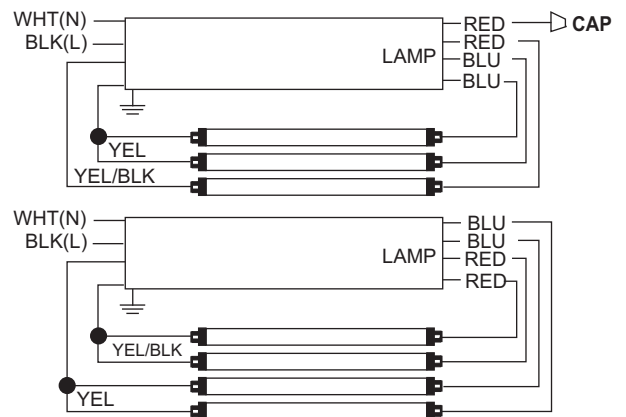 WHT(N)
BLK(L)
LAMP
RED
CAP
RED
BLU
BLU
YEL
YEL/BLK
WHT(N)
BLK(L)
LAMP
BLU
BLU
RED
RED
YEL/BLK
YEL